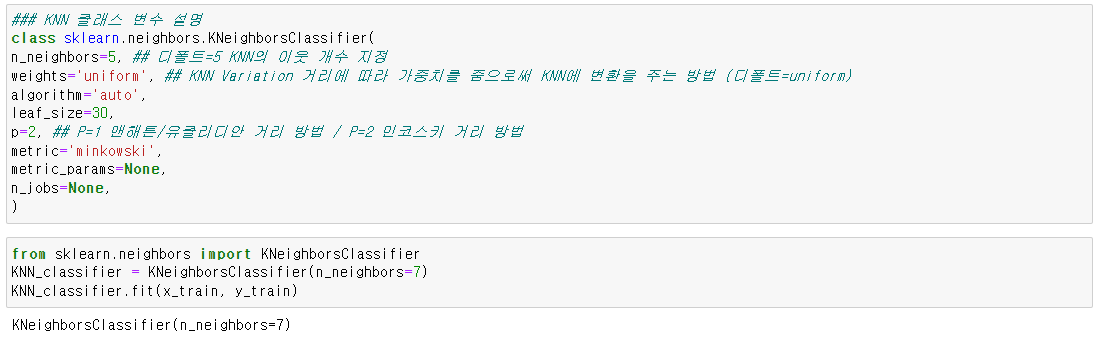 ### KNN 클래스 변수 설명
class sklearn.neighbors.KNeighborsClassifier(
n_neighbors=5, ## 디폴트=5 KNN의 이웃 개수 지정
weights='uniform', ## KNN Variation 거리에 따라 가중치를 줌으로써 KNN에 변환을 주는 방법 (디폴트=uniform)
algorithm='auto',
leaf_size=30,
p=2, ## P=1 맨해튼/유클리디안 거리 방법 / P=2 민코스키 거리 방법
metric='minkowski',
metric_params=None,
n_jobs=None,
)
from sklearn.neighbors import KNeighborsClassifier
KNN_classifier = KNeighborsClassifier(n_neighbors=7)
KNN_classifier.fit(x_train, y_train)
KNeighborsClassifier(n_neighbors=7)